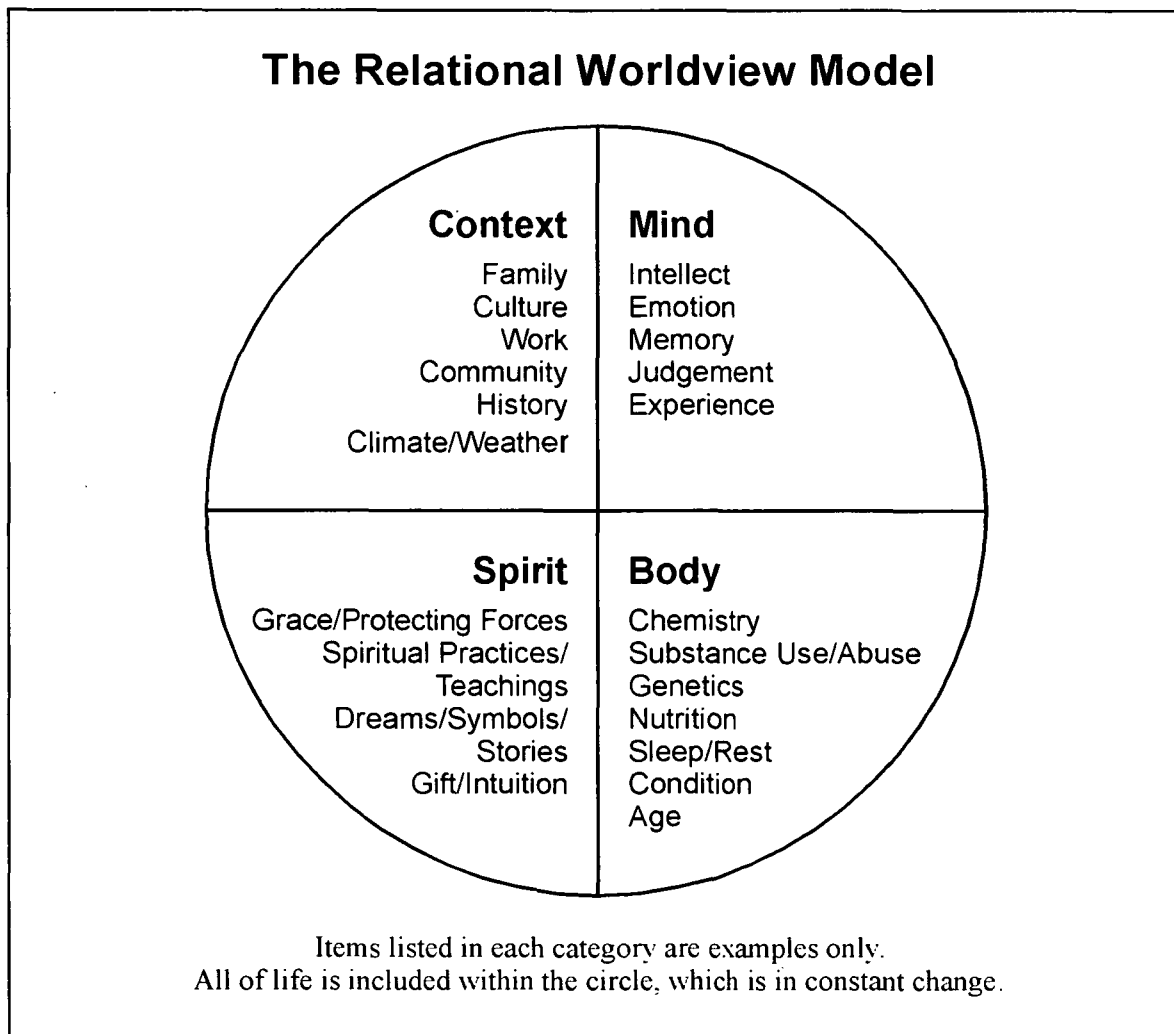 The Relational Worldview Model
Context
Family
Culture
Work
Community
History
Climate/Weather
Mind
Intellect
Emotion
Memory
Judgement
Experience
Spirit
Grace/Protecting Forces
Spiritual Practices/
Teachings
Dreams/Symbols/
Stories
Gift/Intuition
Body
Chemistry
Substance Use/Abuse
Genetics
Nutrition
Sleep/Rest
Condition
Age
Items listed in each category are examples only.
All of life is included within the circle, which is in constant change.